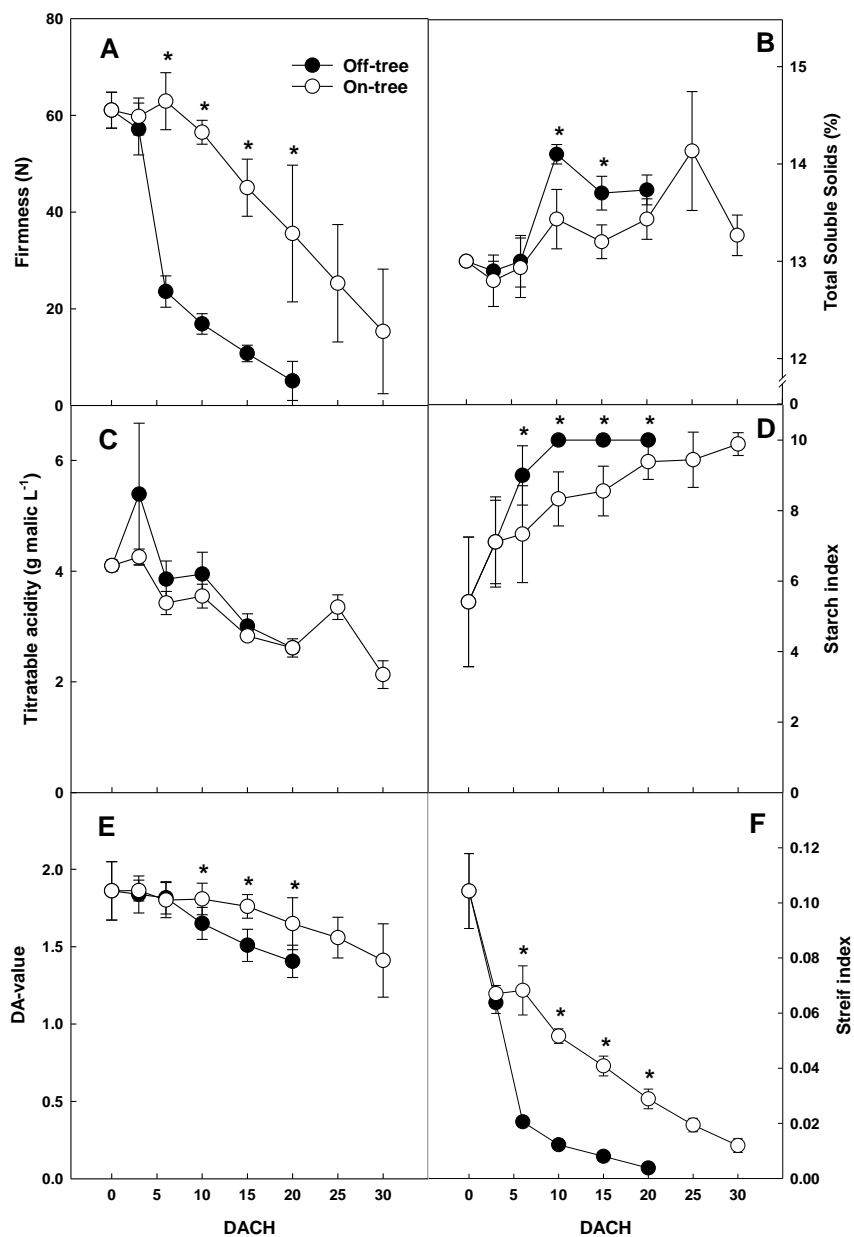 A
80
60
40
20
0
Firmness (N)
* * * *
Off-tree
On-tree
B
15
14
13
12
0
Total Soluble Solids (%)
* *
C
6
4
2
0
Titratable acidity (g malic L⁻¹)
D
10
8
6
4
2
0
Starch index
* * * *
E
2.0
1.5
1.0
0.5
0.0
DA-value
* * *
0 5 10 15 20 25 30
DACH
F
0.12
0.10
0.08
0.06
0.04
0.02
0.00
Streif index
* * * *
0 5 10 15 20 25 30
DACH